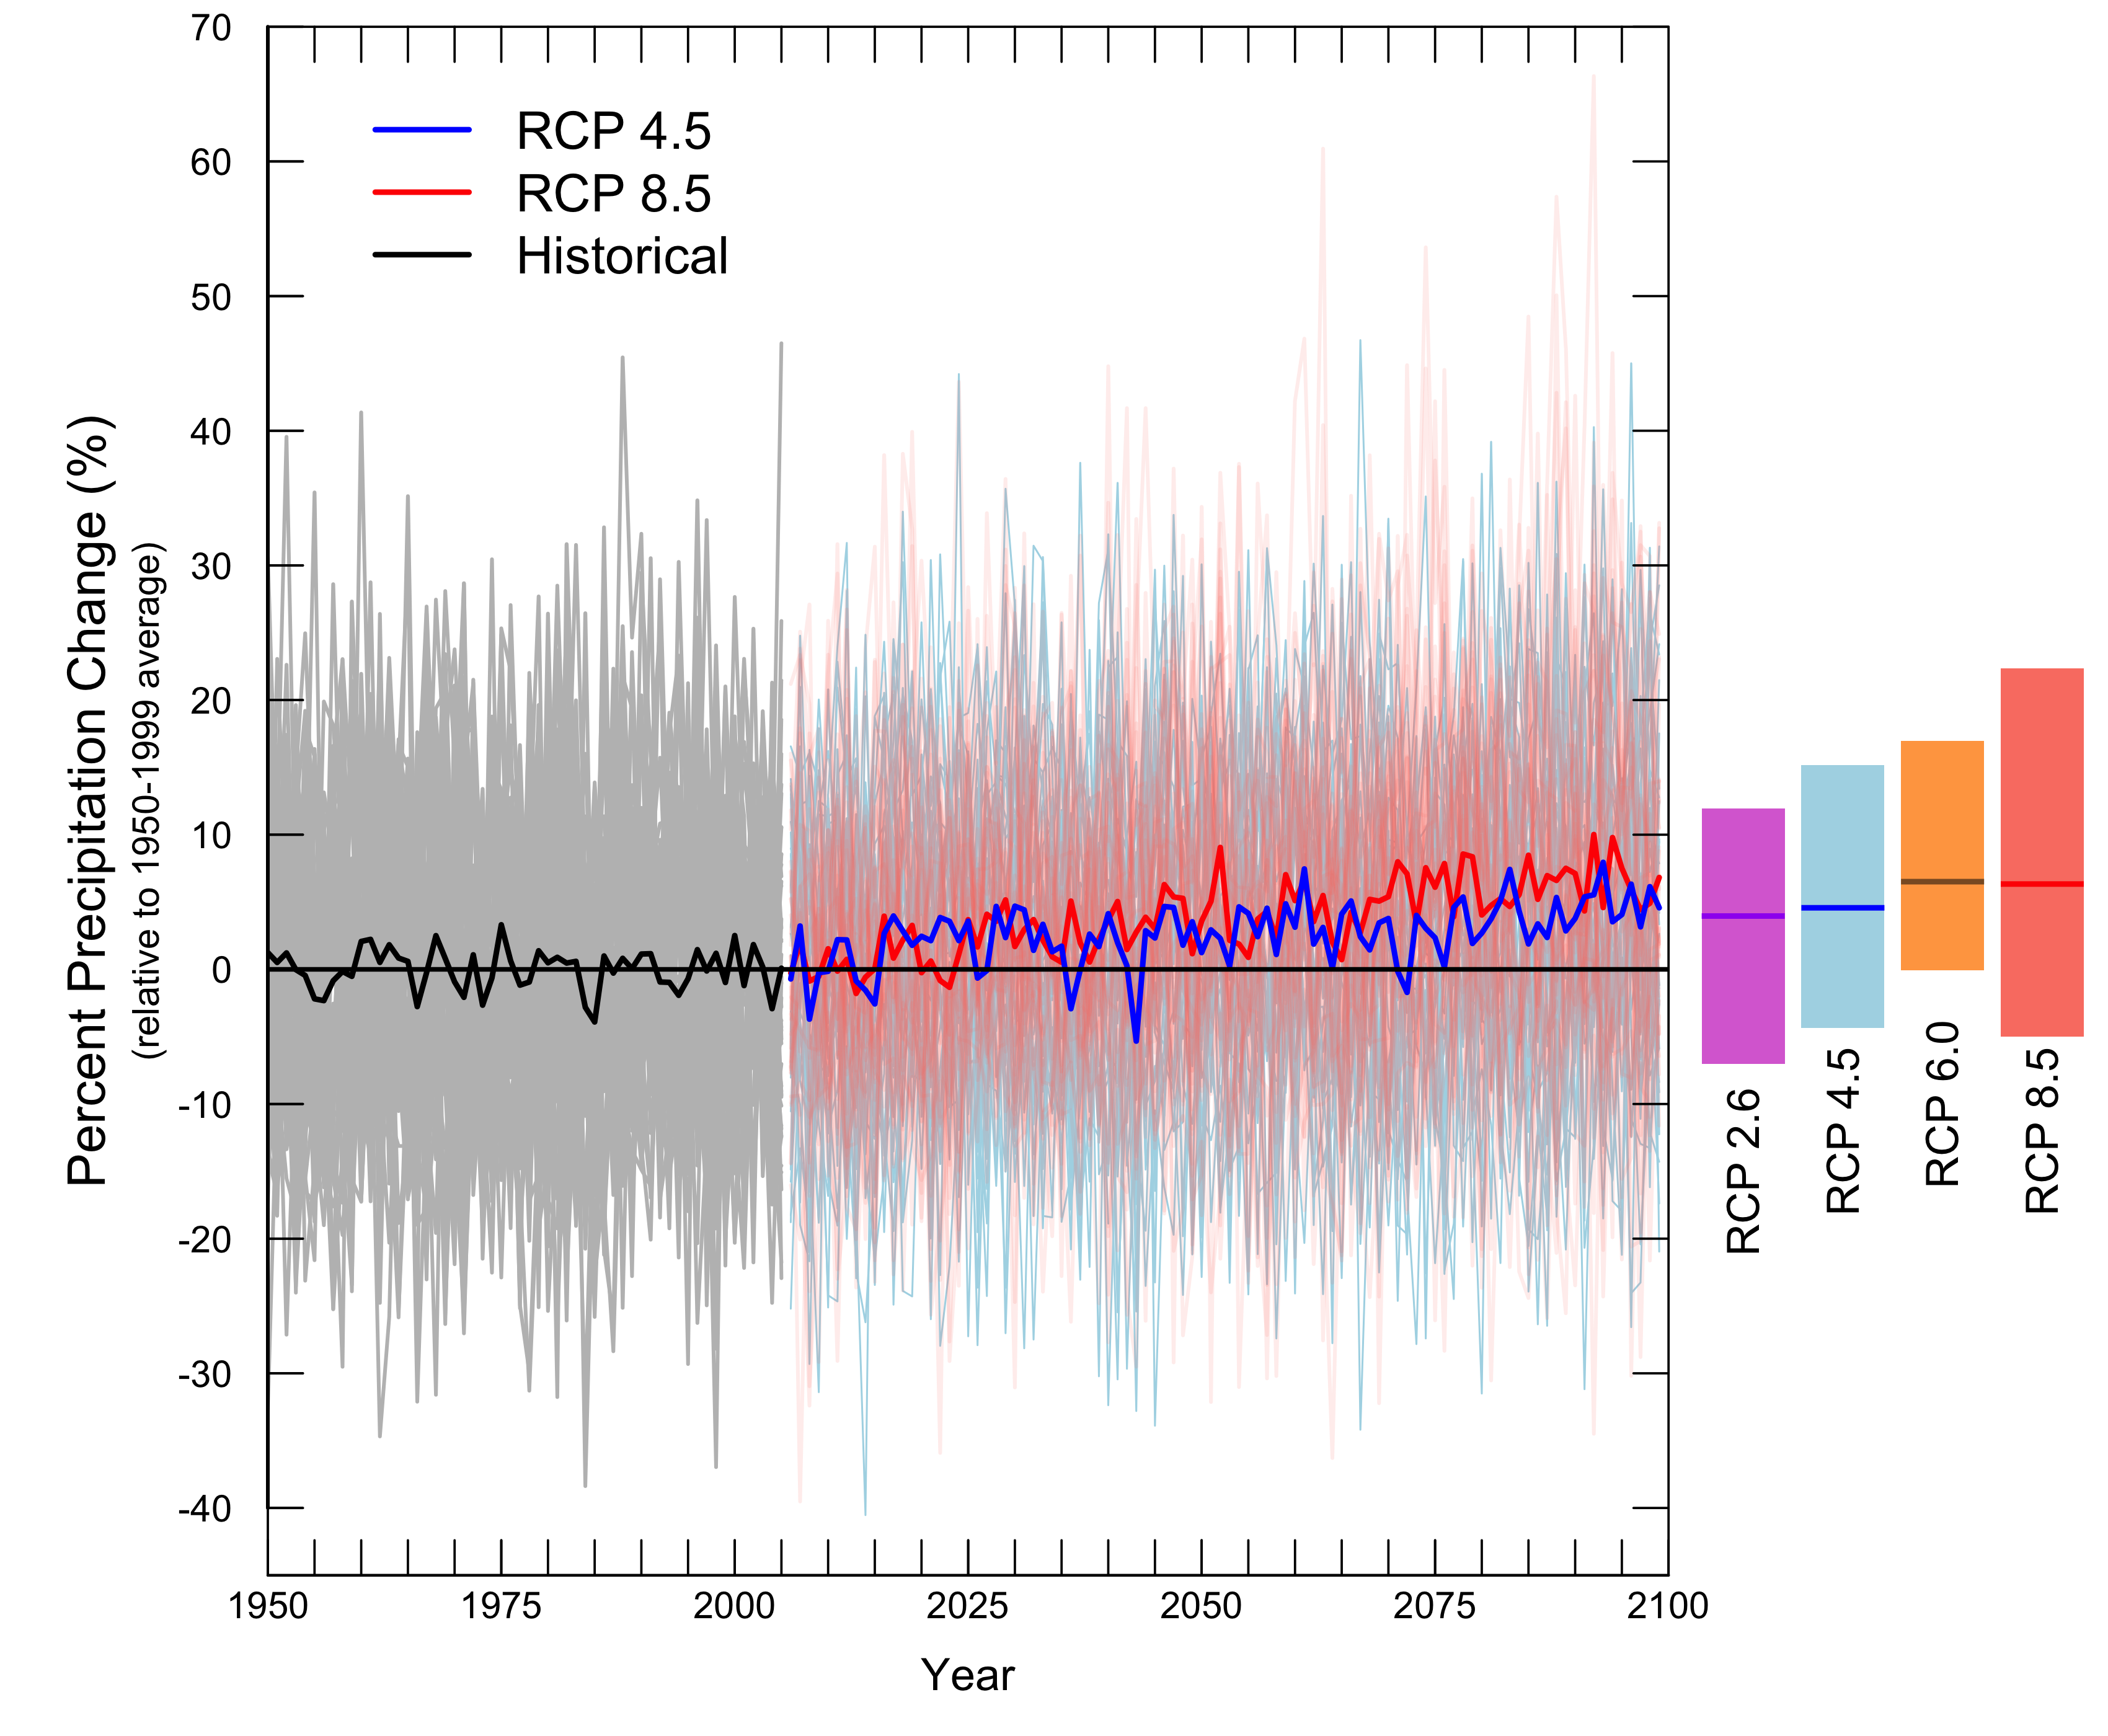 70
60
50
40
30
20
10
0
-10
-20
-30
-40
Percent Precipitation Change (%)
(relative to 1950-1999 average)
RCP 4.5
RCP 8.5
Historical
1950
1975
2000
2025
2050
2075
2100
Year
RCP 2.6
RCP 4.5
RCP 6.0
RCP 8.5